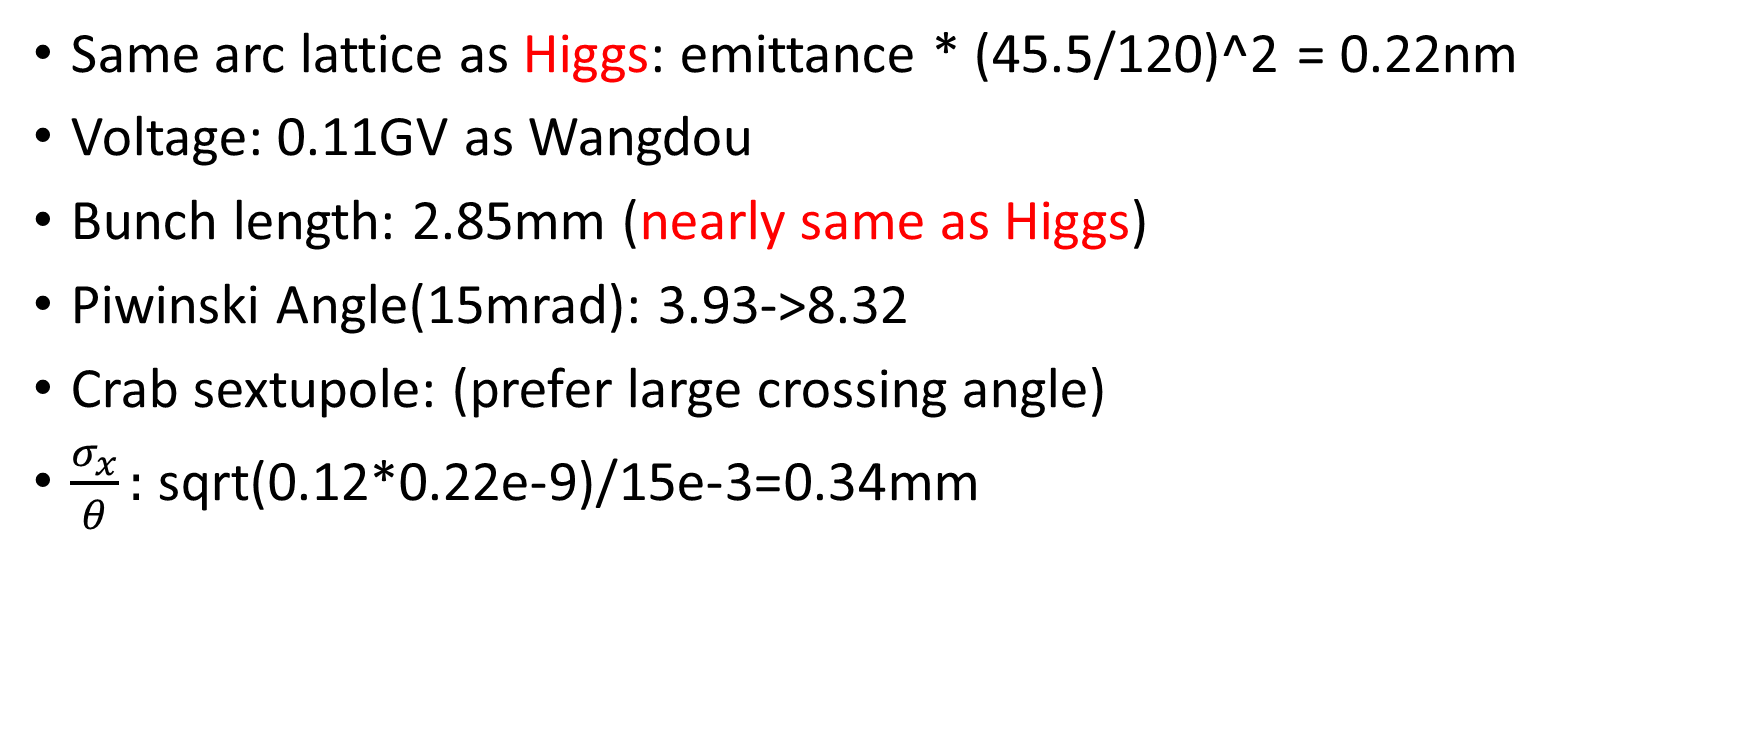 • Same arc lattice as Higgs: emittance * (45.5/120)^2 = 0.22nm
• Voltage: 0.11GV as Wangdou
• Bunch length: 2.85mm (nearly same as Higgs)
• Piwinski Angle(15mrad): 3.93->8.32
• Crab sextupole: (prefer large crossing angle)
• σx/θ: sqrt(0.12*0.22e-9)/15e-3=0.34mm